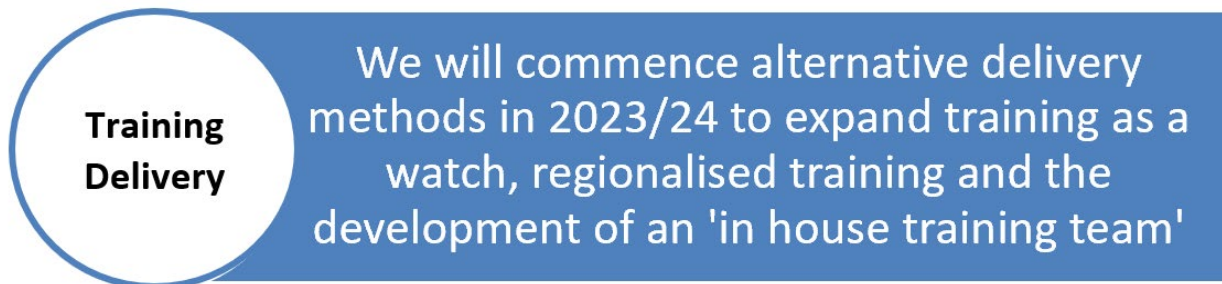 Training
Delivery
We will commence alternative delivery
methods in 2023/24 to expand training as a
watch, regionalised training and the
development of an 'in house training team'